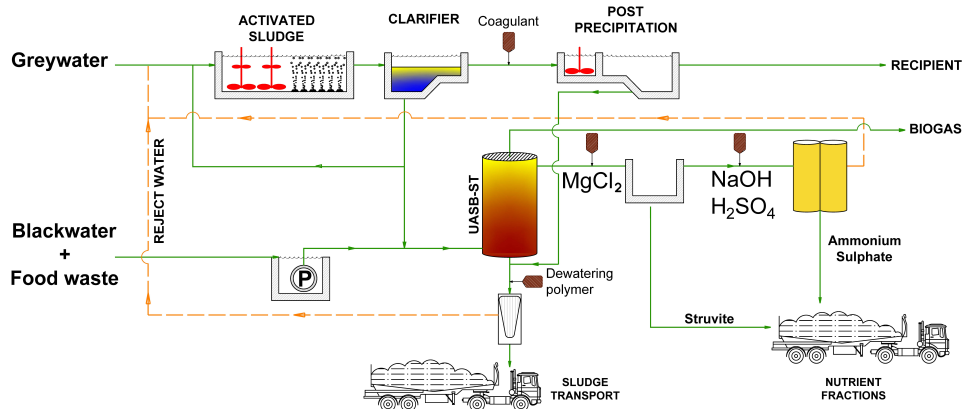 ACTIVATED
SLUDGE
CLARIFIER
Coagulant
POST
PRECIPITATION
Greywater
RECIPIENT
BIOGAS
REJECT WATER
UASB-ST
MgCl₂
NaOH
H₂SO₄
Blackwater
+
Food waste
P
Ammonium
Sulphate
Dewatering
polymer
Struvite
SLUDGE
TRANSPORT
NUTRIENT
FRACTIONS